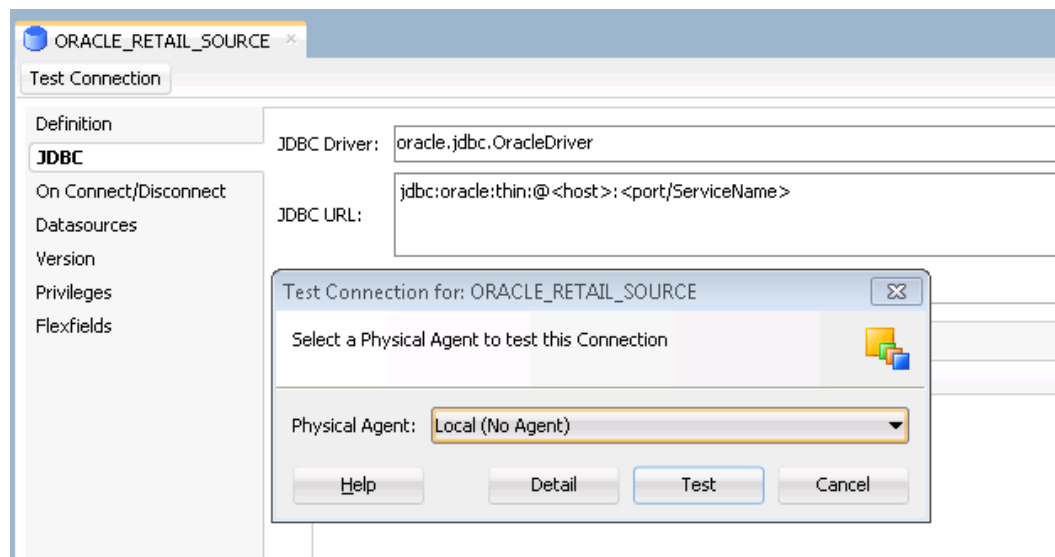 ORACLE_RETAIL_SOURCE
Test Connection
Definition
JDBC
On Connect/Disconnect
Datasources
Version
Privileges
Flexfields
JDBC Driver: oracle.jdbc.OracleDriver
JDBC URL: jdbc:oracle:thin:@<host>:<port/ServiceName>
Test Connection for: ORACLE_RETAIL_SOURCE
Select a Physical Agent to test this Connection
Physical Agent: Local (No Agent)
Help Detail Test Cancel